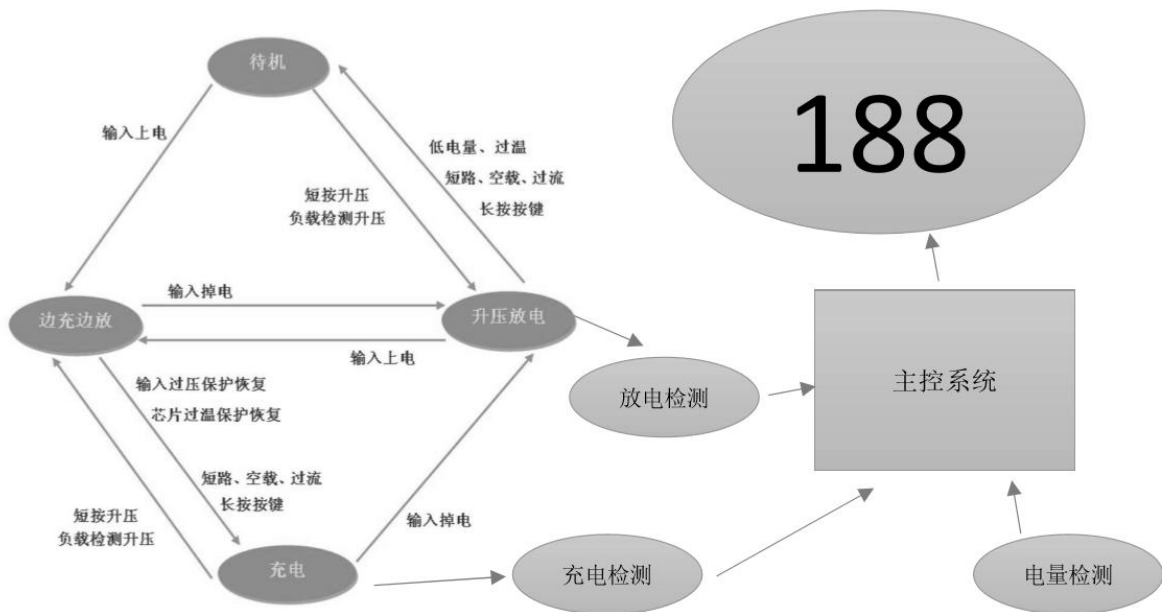 待机
188
输入上电
低电量、过温
短路、空载、过流
长按按键
短按升压
负载检测升压
输入掉电
边充边放
升压放电
输入上电
主控系统
放电检测
输入过压保护恢复
芯片过温保护恢复
短路、空载、过流
长按按键
短按升压
负载检测升压
输入掉电
充电
充电检测
电量检测